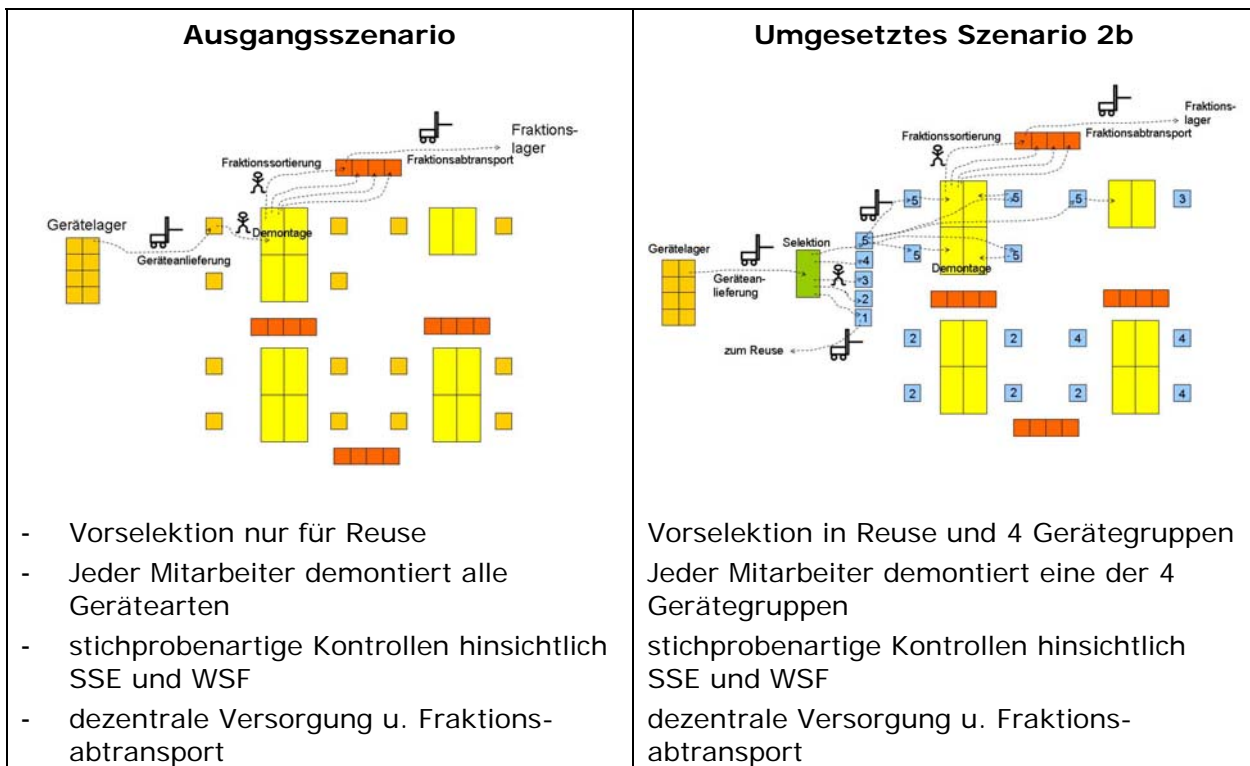 Ausgangsszenario
Fraktions-
lager
Fraktionssortierung
Fraktionsabtransport
Gerätelager
Demontage
Geräteanlieferung
- Vorselektion nur für Reuse
- Jeder Mitarbeiter demontiert alle
Gerätearten
- stichprobenartige Kontrollen hinsichtlich
SSE und WSF
- dezentrale Versorgung u. Fraktions-
abtransport
Umgesetztes Szenario 2b
Fraktions-
lager
Fraktionssortierung
Fraktionsabtransport
5 5 5 3
Selektion
5
Gerätelager
4
5 5
Demontage
Gerätean-
lieferung
3
2
1
zum Reuse
2 2 4 4
2 2 2 4
Vorselektion in Reuse und 4 Gerätegruppen
Jeder Mitarbeiter demontiert eine der 4
Gerätegruppen
stichprobenartige Kontrollen hinsichtlich
SSE und WSF
dezentrale Versorgung u. Fraktions-
abtransport